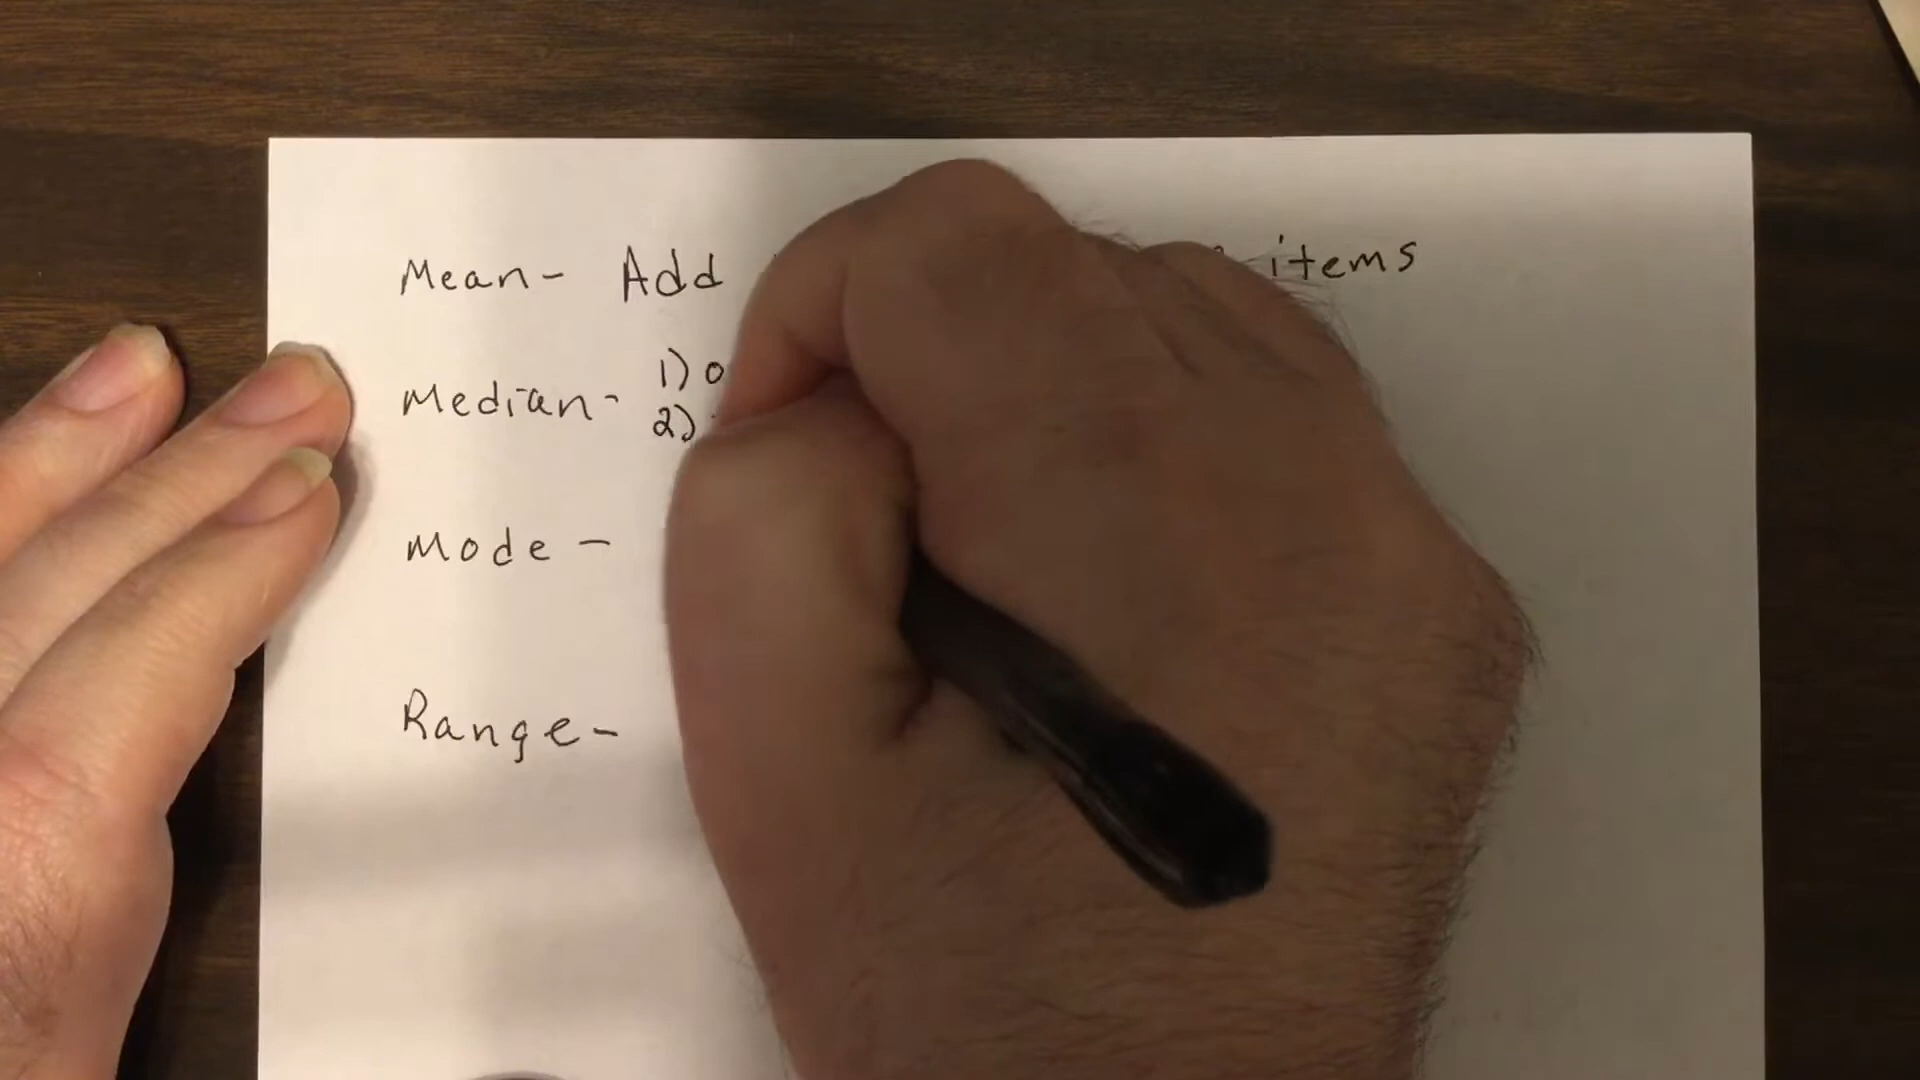 Mean- Add items
1)
Median-
2)
Mode -
Range-